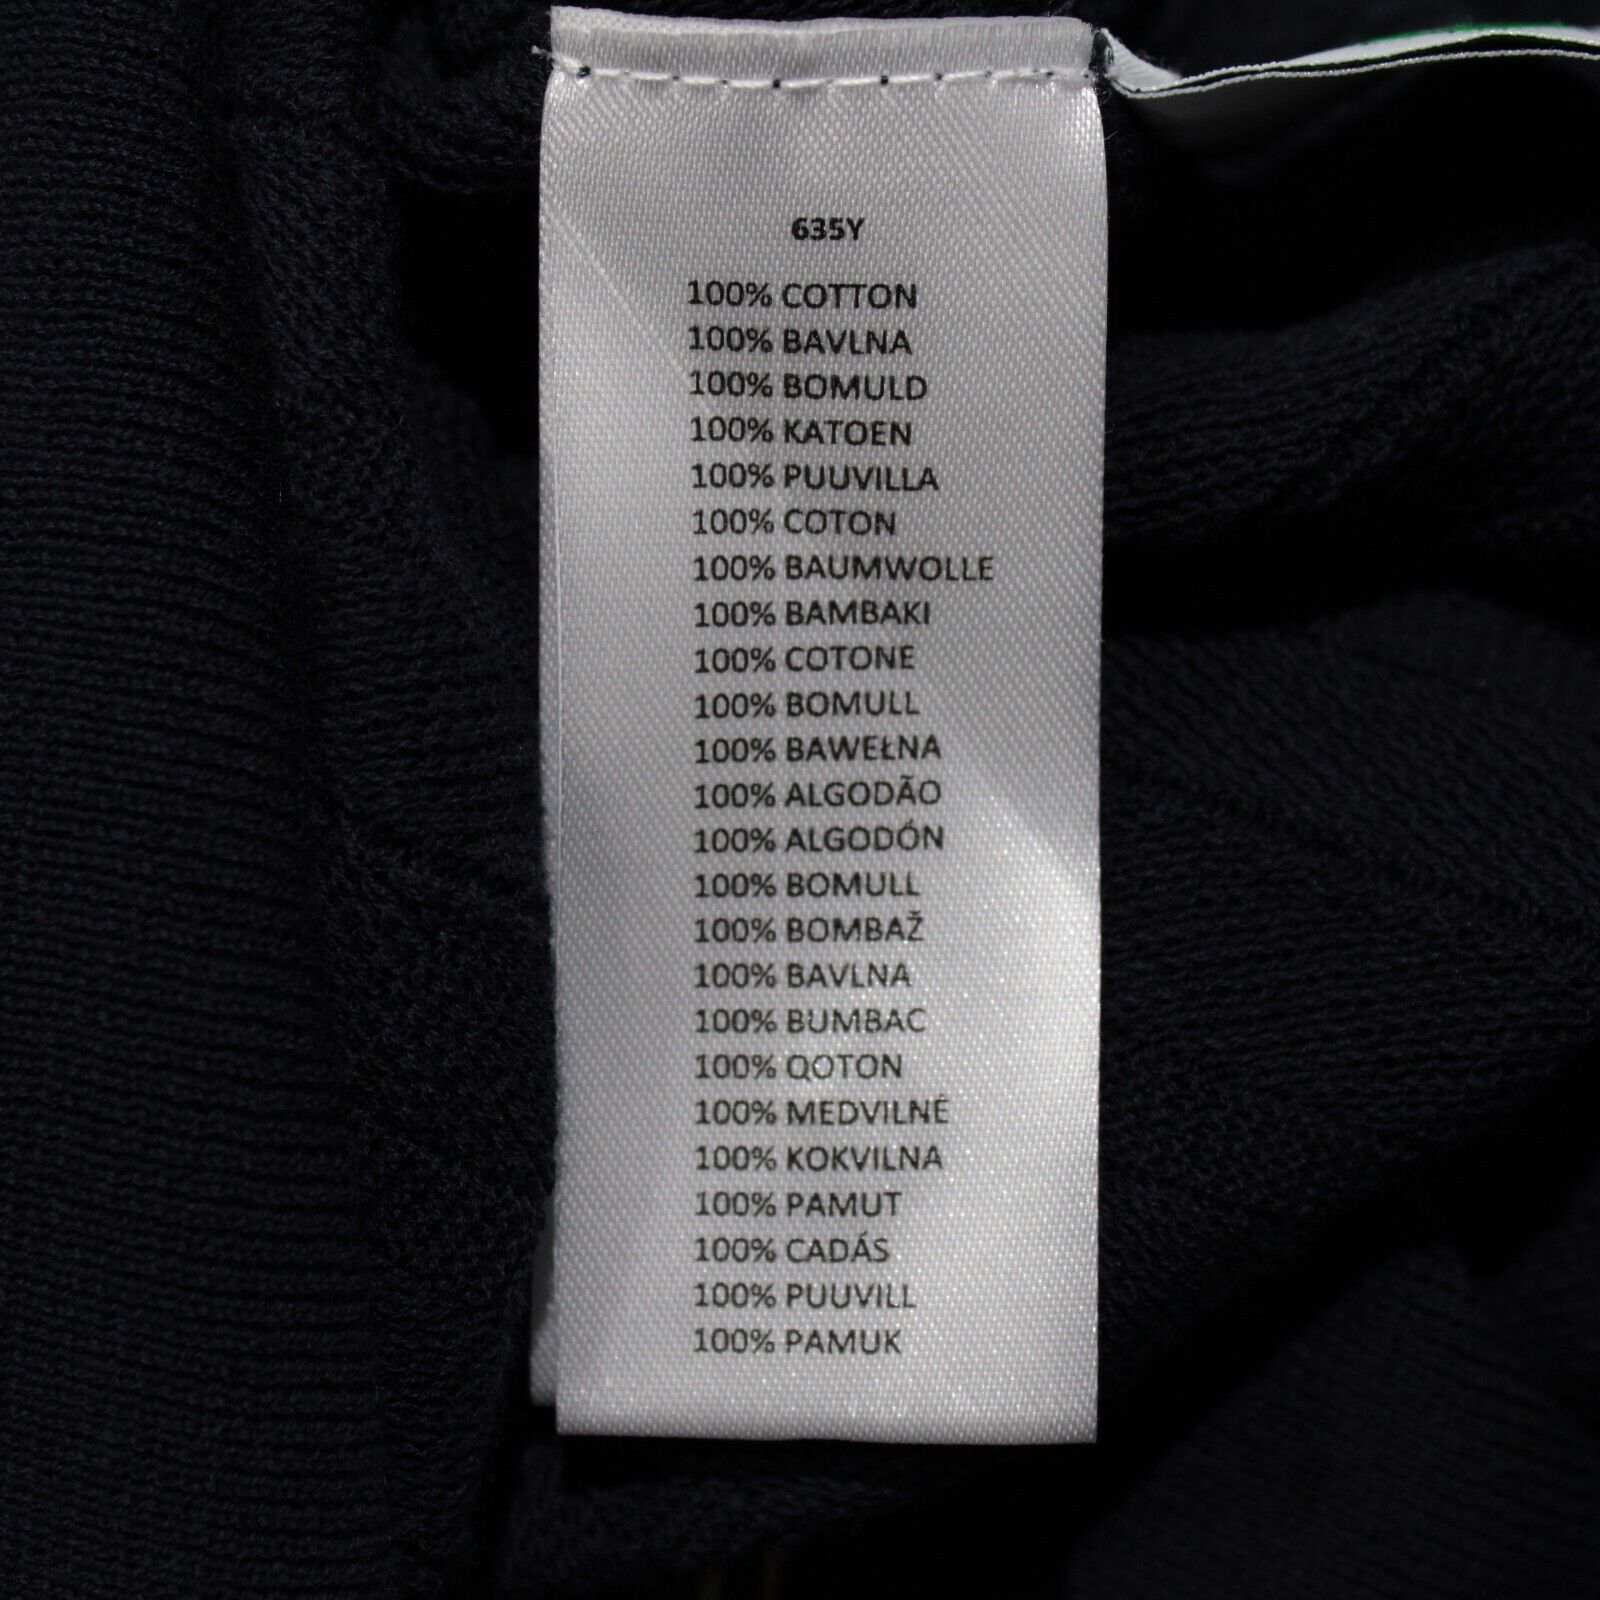 635Y
100% COTTON
100% BAVLNA
100% BOMULD
100% KATOEN
100% PUUVILLA
100% COTON
100% BAUMWOLLE
100% BAMBAKI
100% COTONE
100% BOMULL
100% BAWEŁNA
100% ALGODÃO
100% ALGODÓN
100% BOMULL
100% BOMBAŽ
100% BAVLNA
100% BUMBAC
100% QOTON
100% MEDVILNĖ
100% KOKVILNA
100% PAMUT
100% CADÁS
100% PUUVILL
100% PAMUK